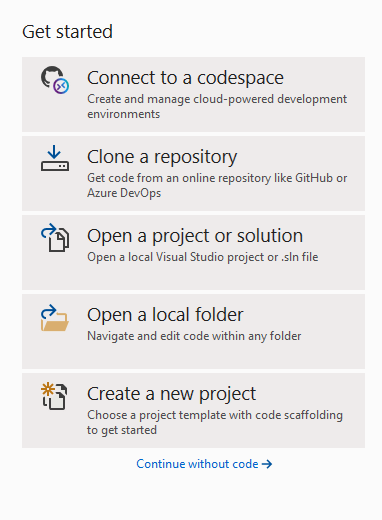 Get started
Connect to a codespace
Create and manage cloud-powered development
environments
Clone a repository
Get code from an online repository like GitHub or
Azure DevOps
Open a project or solution
Open a local Visual Studio project or .sln file
Open a local folder
Navigate and edit code within any folder
Create a new project
Choose a project template with code scaffolding
to get started
Continue without code →